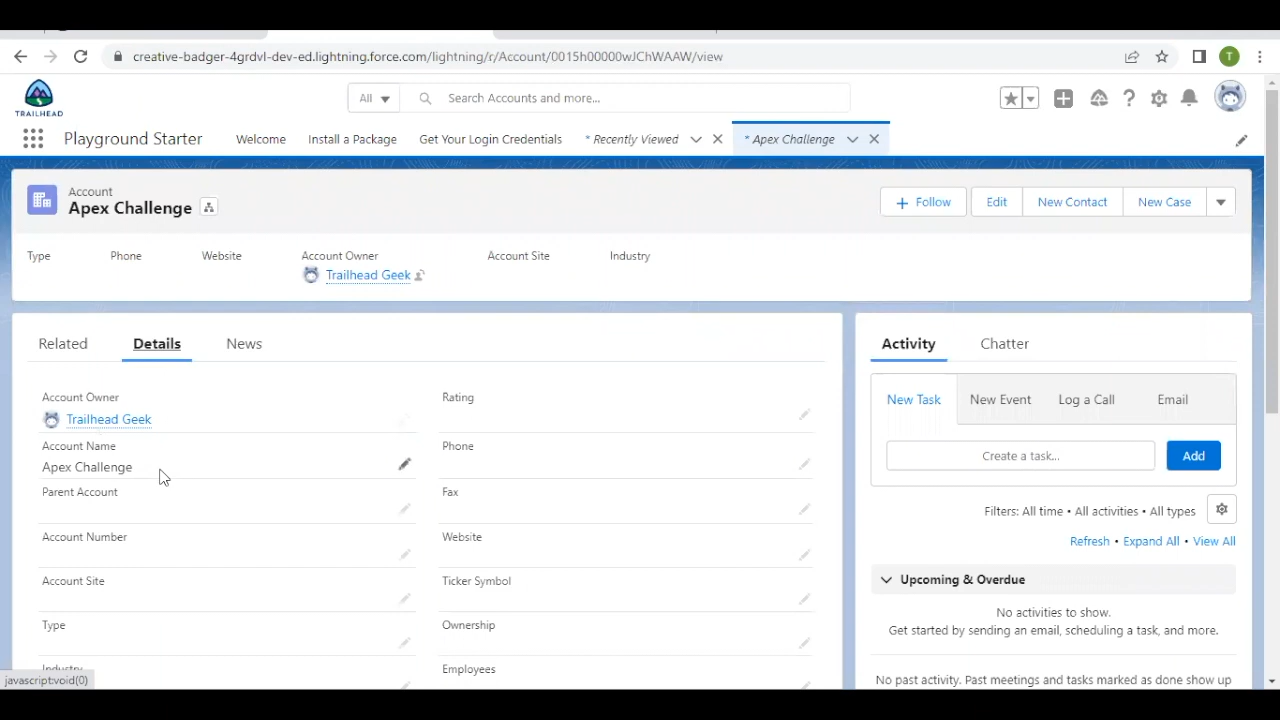 creative-badger-4grdvl-dev-ed.lightning.force.com/lightning/r/Account/0015h00000wJChWAAW/view
T
TRAILHEAD
All
Search Accounts and more...
Playground Starter
Welcome
Install a Package
Get Your Login Credentials
* Recently Viewed
* Apex Challenge
Account
Apex Challenge
+ Follow
Edit
New Contact
New Case
Type
Phone
Website
Account Owner
Account Site
Industry
Trailhead Geek
Related
Details
News
Account Owner
Trailhead Geek
Rating
Account Name
Apex Challenge
Phone
Parent Account
Fax
Account Number
Website
Account Site
Ticker Symbol
Type
Ownership
Industry
Employees
javascript:void(0)
Activity
Chatter
New Task
New Event
Log a Call
Email
Create a task...
Add
Filters: All time • All activities • All types
Refresh • Expand All • View All
Upcoming & Overdue
No activities to show.
Get started by sending an email, scheduling a task, and more.
No past activity. Past meetings and tasks marked as done show up